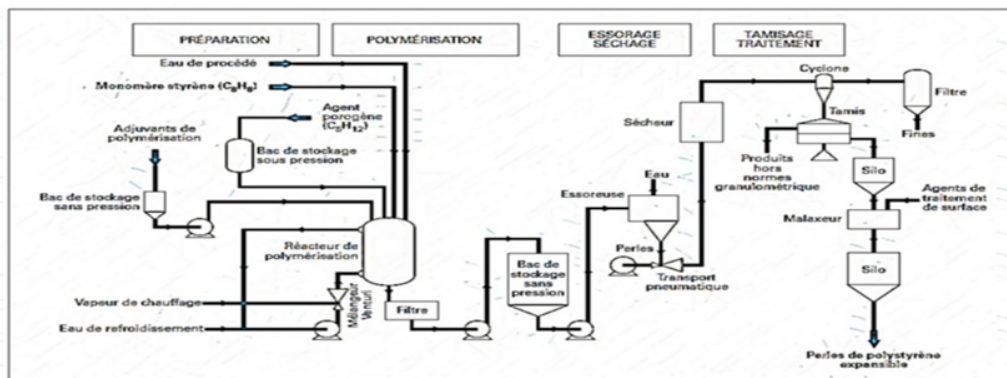 PRÉPARATION
POLYMÉRISATION
ESSORAGE
SÉCHAGE
TAMISAGE
TRAITEMENT
Eau de procédé
Monomère styrène (C₈H₈)
Agent
porogène
(C₅H₁₂)
Adjuvants de
polymérisation
Bac de stockage
sous pression
Bac de stockage
sans pression
Réacteur de
polymérisation
Vapeur de chauffage
Eau de refroidissement
Mélangeur
Venturi
Filtre
Bac de
stockage
sans
pression
Eau
Essoreuse
Perles
Transport
pneumatique
Sécheur
Cyclone
Tamis
Filtre
Fines
Produits
hors
normes
granulométrique
Silo
Agents de
traitement
de surface
Malaxeur
Silo
Perles de polystyrène
expansible